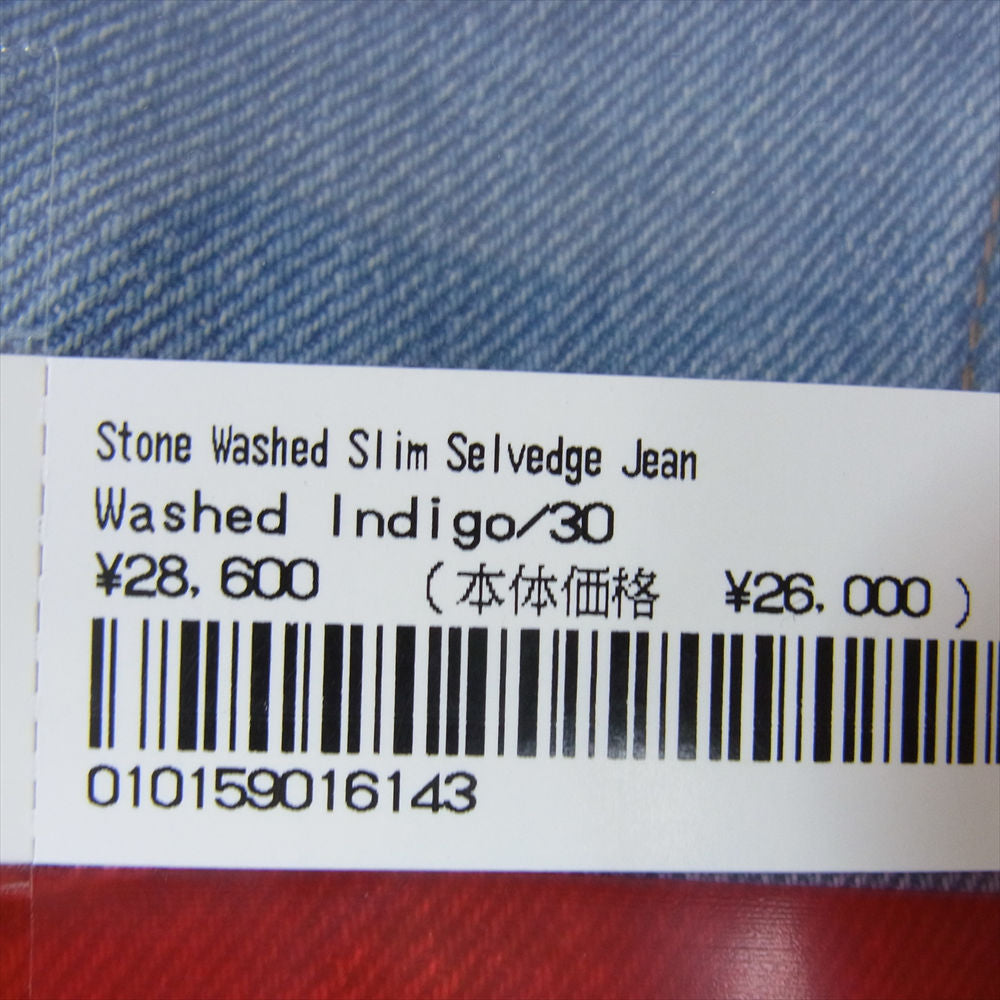 Stone Washed Slim Selvedge Jean
Washed Indigo/30
¥28,600 (本体価格 ¥26,000)
010159016143